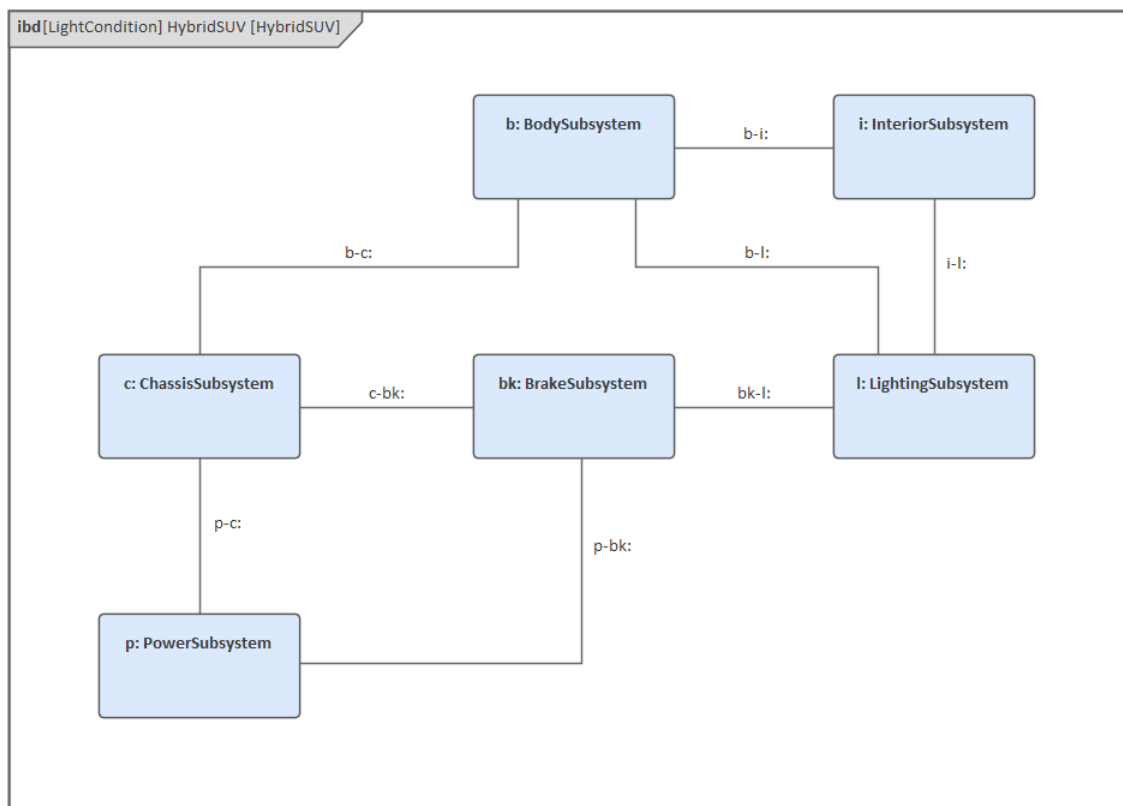 ibd[LightCondition] HybridSUV [HybridSUV]
b: BodySubsystem
b-i:
i: InteriorSubsystem
b-c:
b-l:
i-l:
c: ChassisSubsystem
c-bk:
bk: BrakeSubsystem
bk-l:
l: LightingSubsystem
p-c:
p-bk:
p: PowerSubsystem